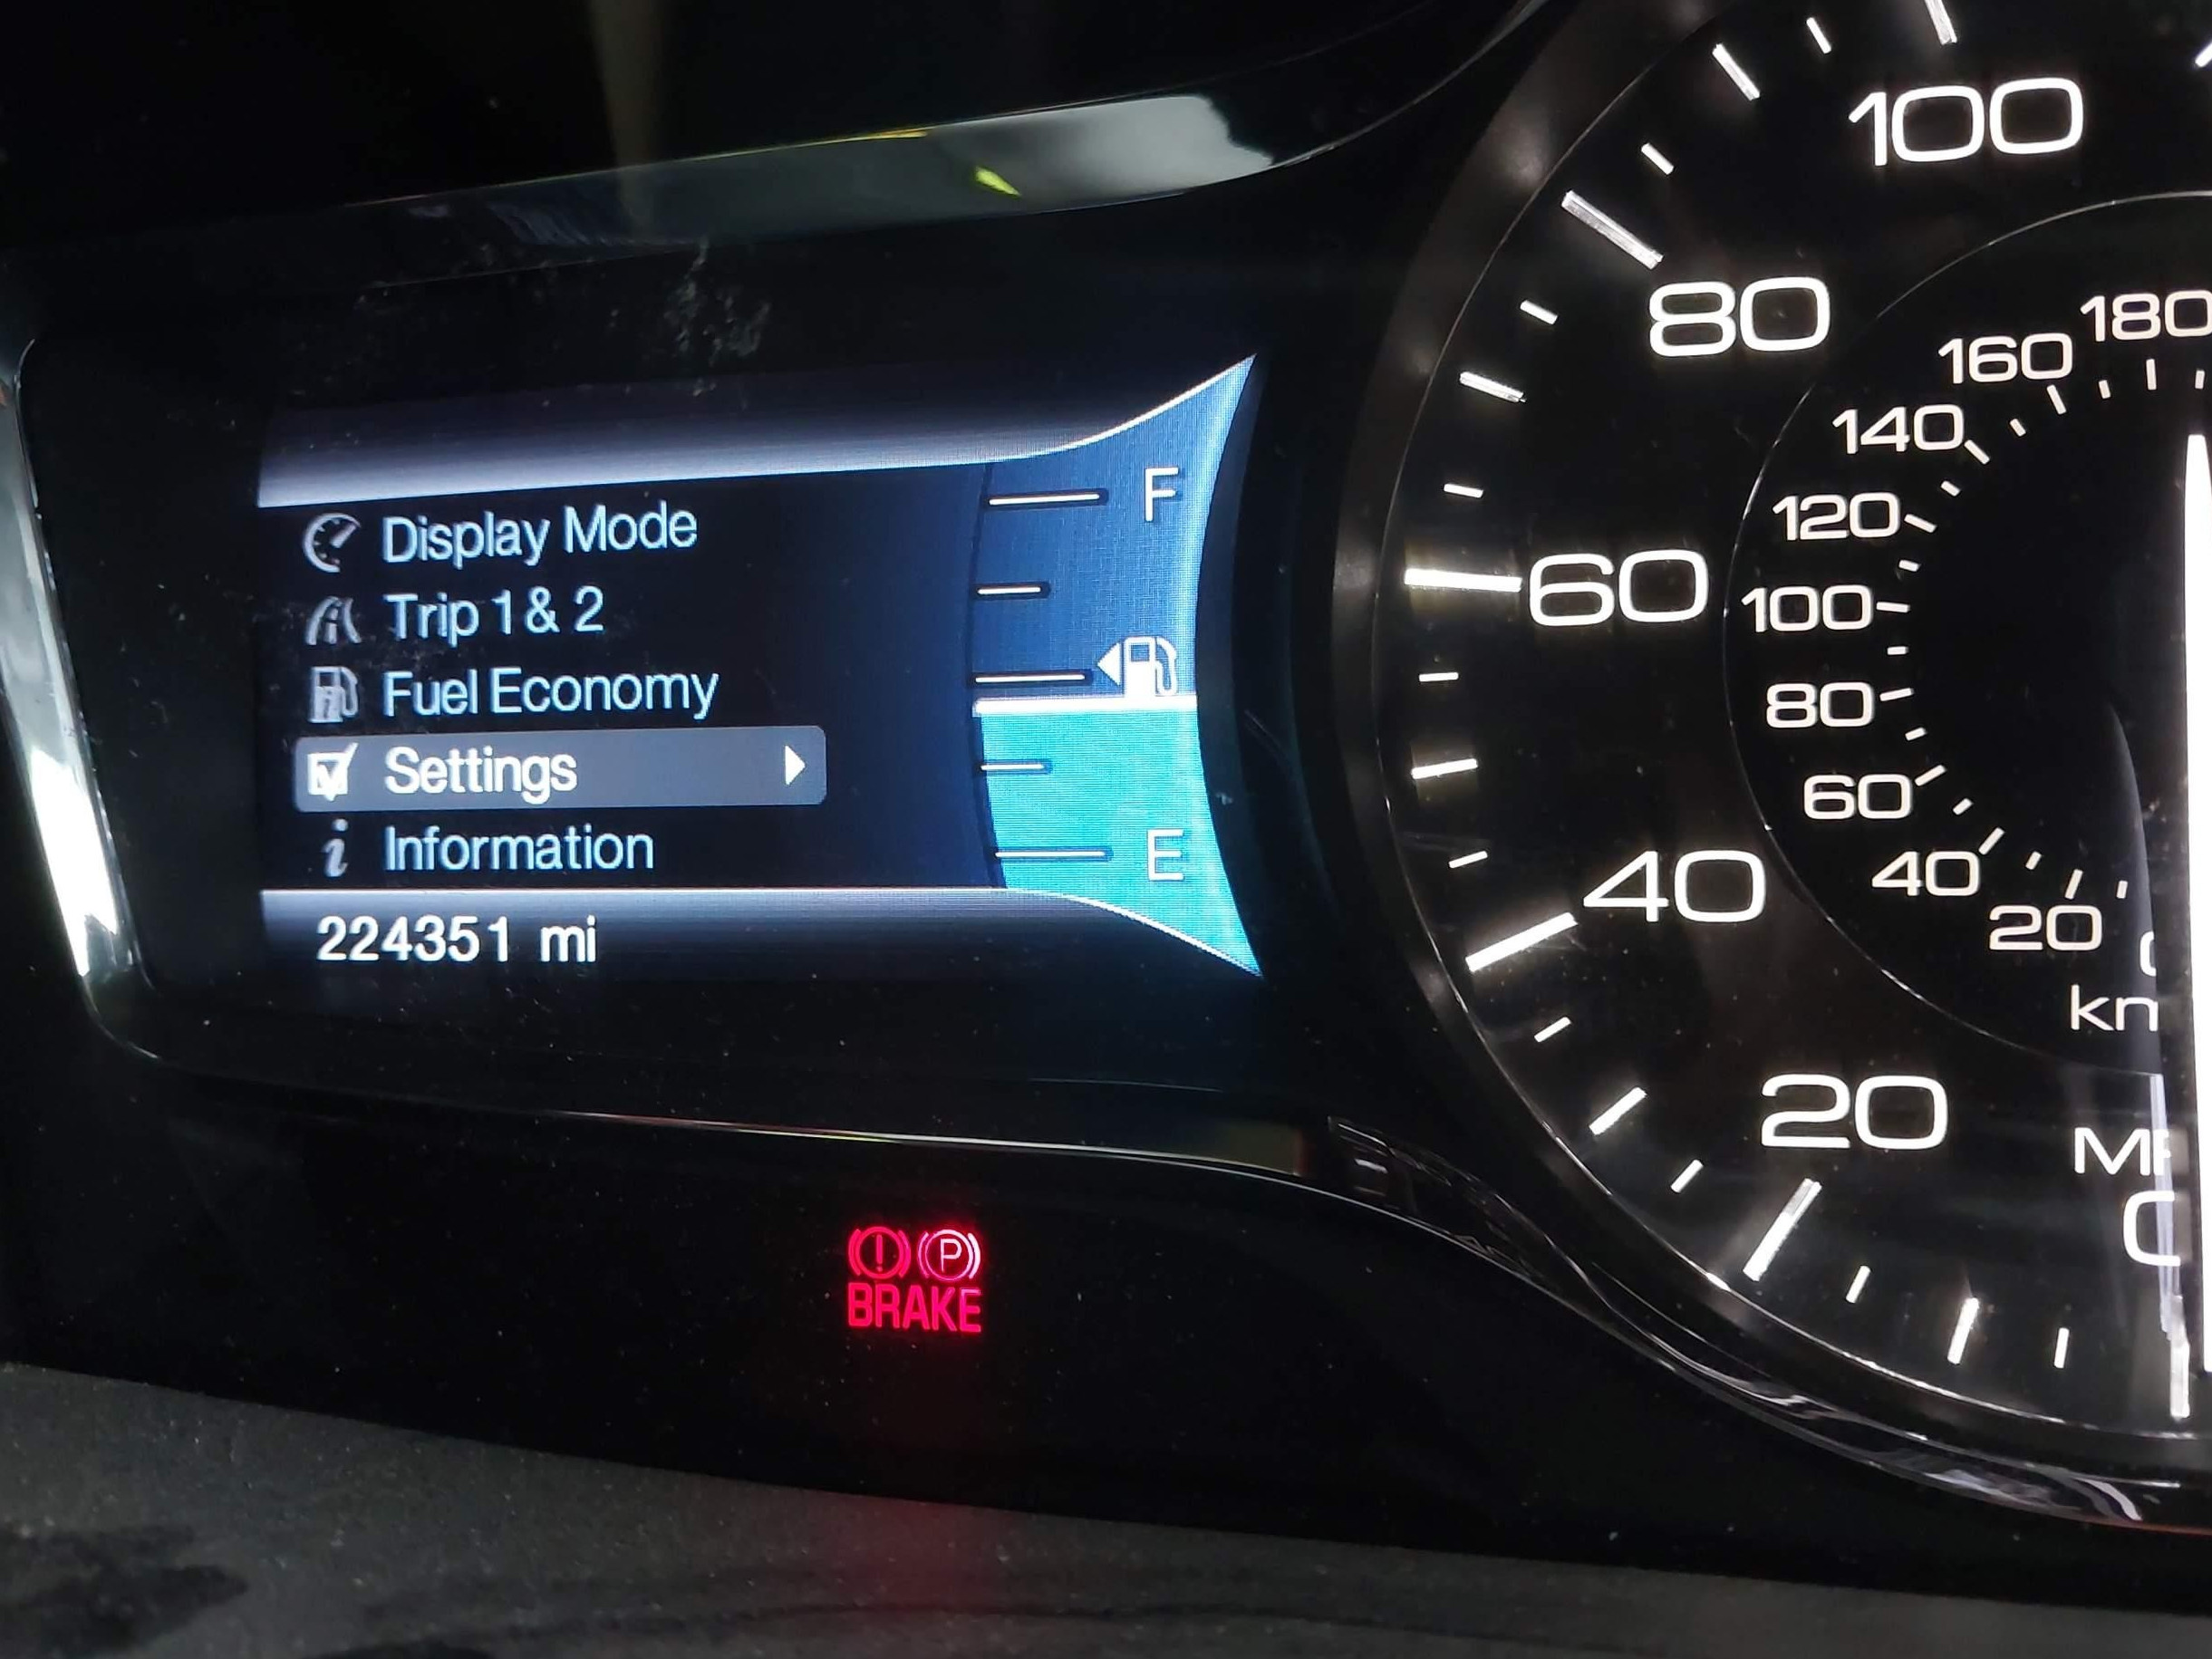 Display Mode
Trip 1 & 2
Fuel Economy
Settings
Information
224351 mi
F
E
P
BRAKE
100
80
60
40
20
180
160
140
120
100
80
60
40
20